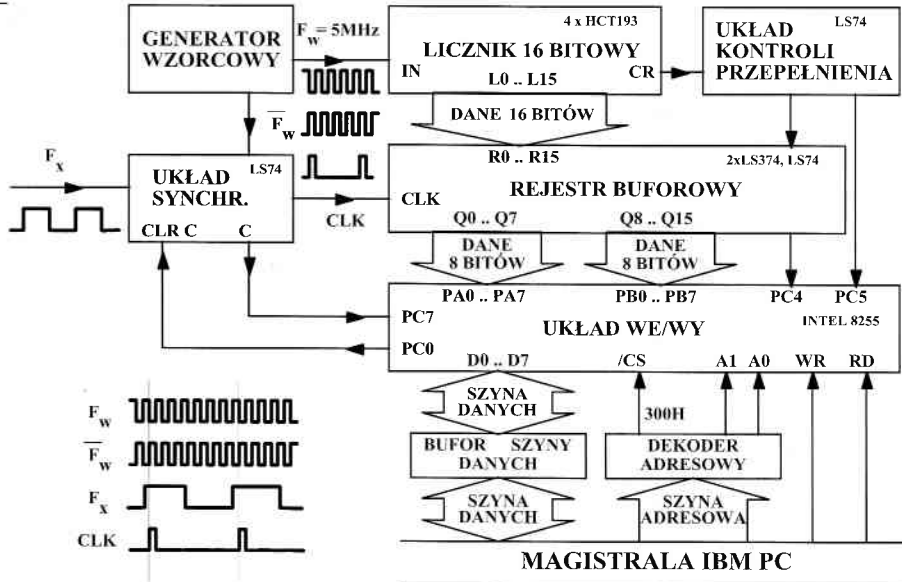 GENERATOR
WZORCOWY
F_w = 5MHz
4 x HCT193
LICZNIK 16 BITOWY
IN
L0 .. L15
CR
LS74
UKŁAD
KONTROLI
PRZEPEŁNIENIA
F_w
DANE 16 BITÓW
F_x
UKŁAD
LS74
SYNCHR.
CLR C
C
CLK
R0 .. R15
2xLS374, LS74
REJESTR BUFOROWY
CLK
Q0 .. Q7
Q8 .. Q15
DANE
8 BITÓW
DANE
8 BITÓW
PA0 .. PA7
PB0 .. PB7
PC4
PC5
PC7
UKŁAD WE/WY
INTEL 8255
PC0
D0 .. D7
/CS
A1
A0
WR
RD
SZYNA
DANYCH
300H
BUFOR SZYNY
DANYCH
DEKODER
ADRESOWY
SZYNA
DANYCH
SZYNA
ADRESOWA
F_w
F_w
F_x
CLK
MAGISTRALA IBM PC